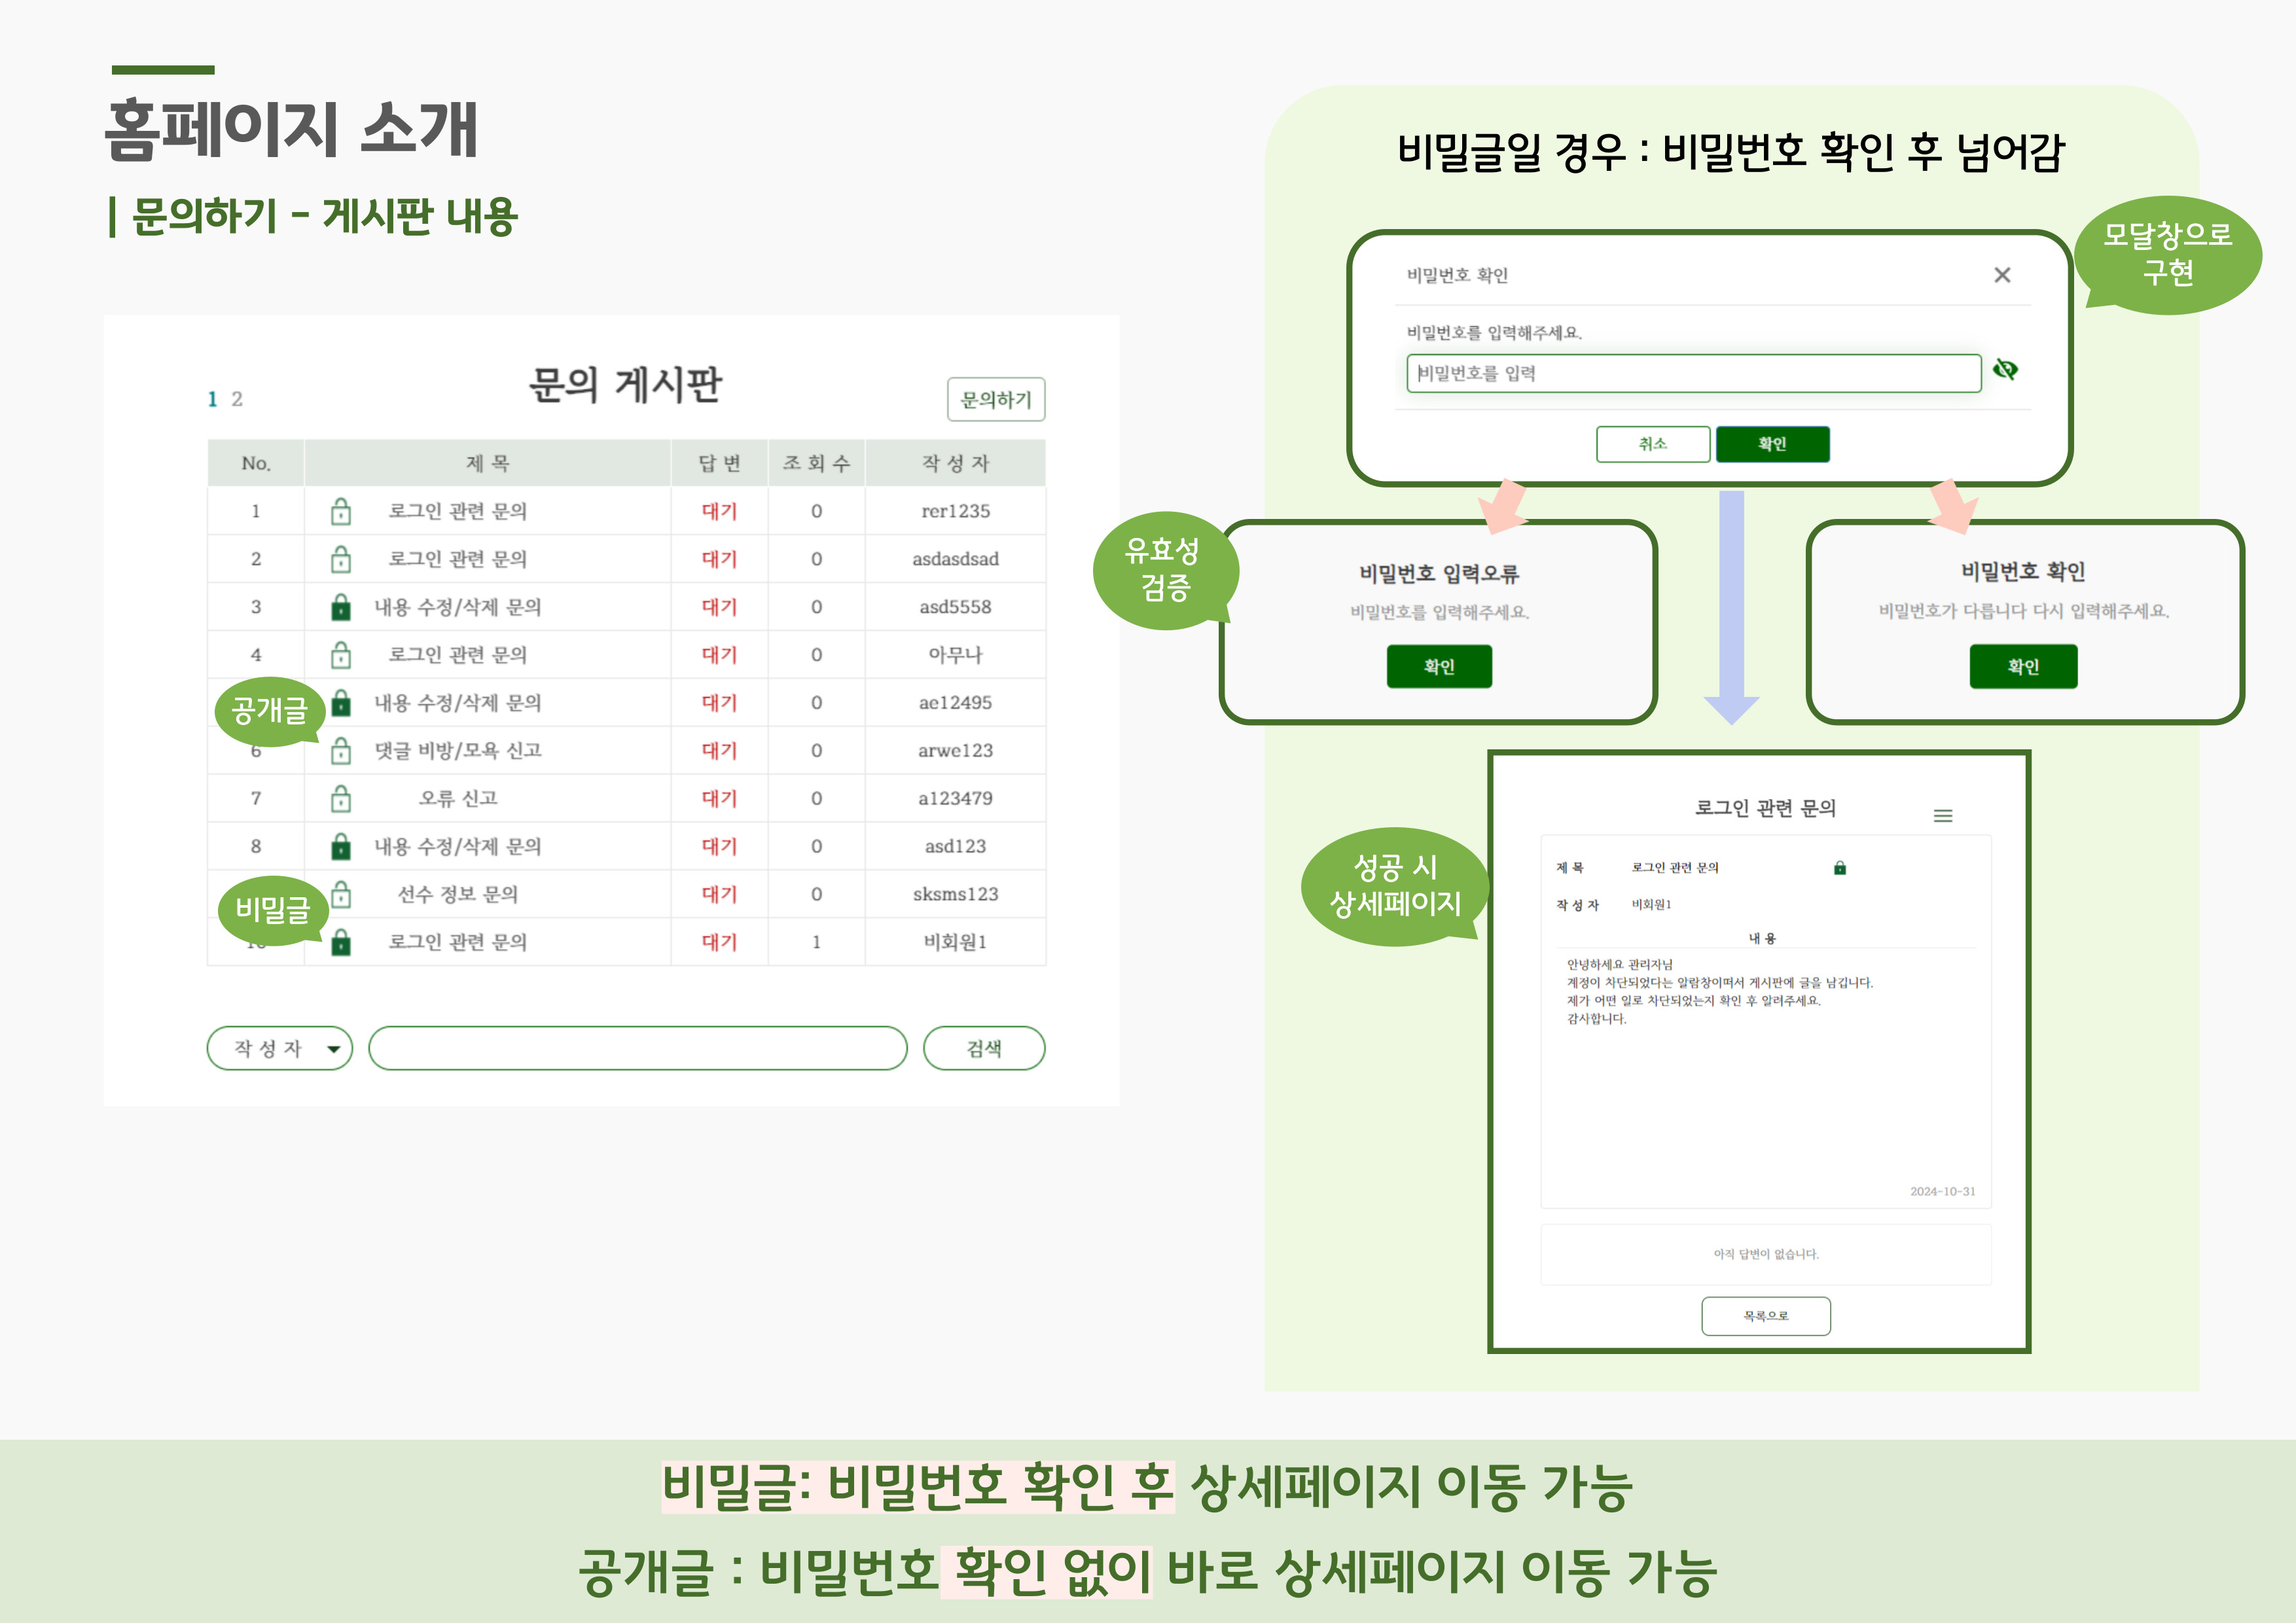 홈페이지 소개
| 문의하기 - 게시판 내용
1 2
문의 게시판
문의하기
No. 제 목 답 변 조 회 수 작 성 자
1 로그인 관련 문의 대기 0 rer1235
2 로그인 관련 문의 대기 0 asdasdsad
3 내용 수정/삭제 문의 대기 0 asd5558
4 로그인 관련 문의 대기 0 아무나
공개글
내용 수정/삭제 문의 대기 0 ae12495
6 댓글 비방/모욕 신고 대기 0 arwe123
7 오류 신고 대기 0 a123479
8 내용 수정/삭제 문의 대기 0 asd123
비밀글
선수 정보 문의 대기 0 sksms123
10 로그인 관련 문의 대기 1 비회원1
작 성 자
검색
비밀글일 경우 : 비밀번호 확인 후 넘어감
모달창으로
구현
비밀번호 확인
비밀번호를 입력해주세요.
비밀번호를 입력
취소 확인
유효성
검증
비밀번호 입력오류
비밀번호를 입력해주세요.
확인
비밀번호 확인
비밀번호가 다릅니다 다시 입력해주세요.
확인
성공 시
상세페이지
로그인 관련 문의
제 목 로그인 관련 문의
작 성 자 비회원1
내 용
안녕하세요 관리자님
계정이 차단되었다는 알람창이떠서 게시판에 글을 남깁니다.
제가 어떤 일로 차단되었는지 확인 후 알려주세요.
감사합니다.
2024-10-31
아직 답변이 없습니다.
목록으로
비밀글: 비밀번호 확인 후 상세페이지 이동 가능
공개글 : 비밀번호 확인 없이 바로 상세페이지 이동 가능